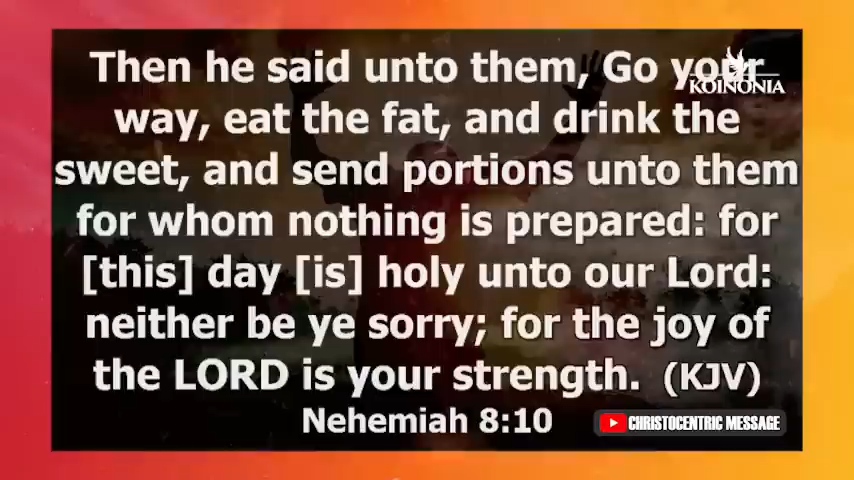 Then he said unto them, Go your
KOINONIA
way, eat the fat, and drink the
sweet, and send portions unto them
for whom nothing is prepared: for
[this] day [is] holy unto our Lord:
neither be ye sorry; for the joy of
the LORD is your strength. (KJV)
Nehemiah 8:10
CHRISTOCENTRIC MESSAGE